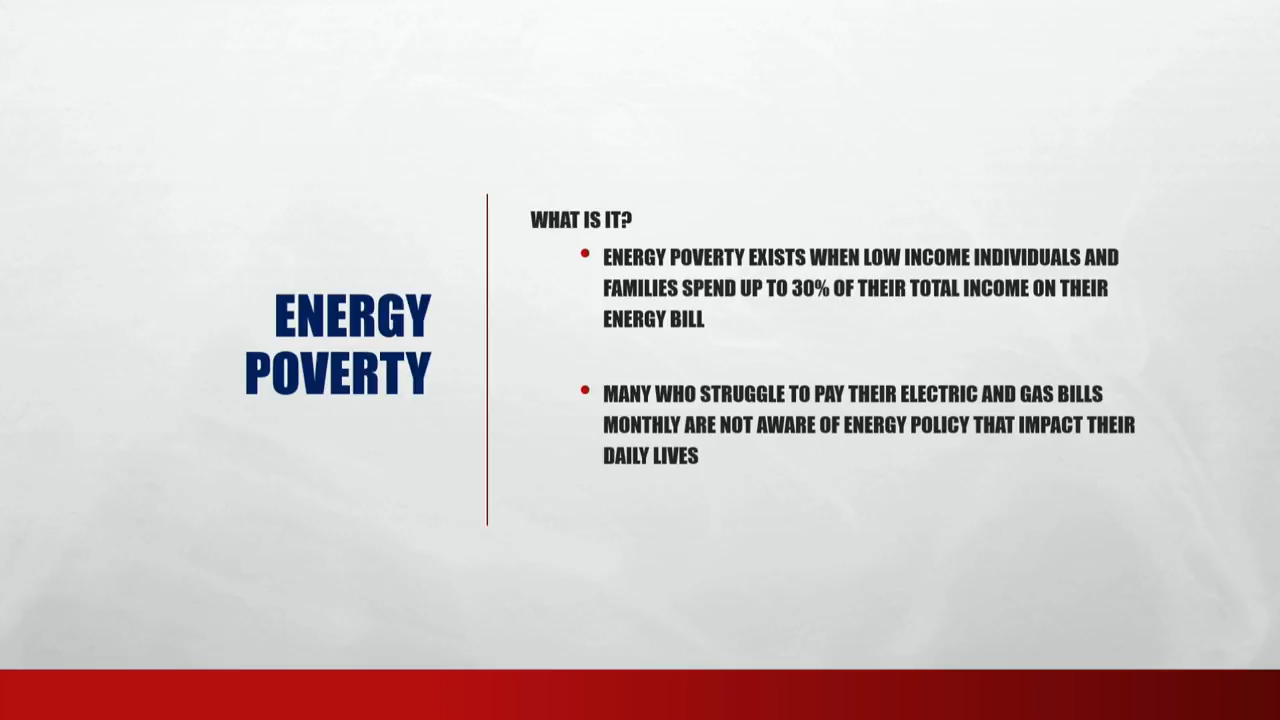 ENERGY
POVERTY
WHAT IS IT?
• ENERGY POVERTY EXISTS WHEN LOW INCOME INDIVIDUALS AND
FAMILIES SPEND UP TO 30% OF THEIR TOTAL INCOME ON THEIR
ENERGY BILL
• MANY WHO STRUGGLE TO PAY THEIR ELECTRIC AND GAS BILLS
MONTHLY ARE NOT AWARE OF ENERGY POLICY THAT IMPACT THEIR
DAILY LIVES